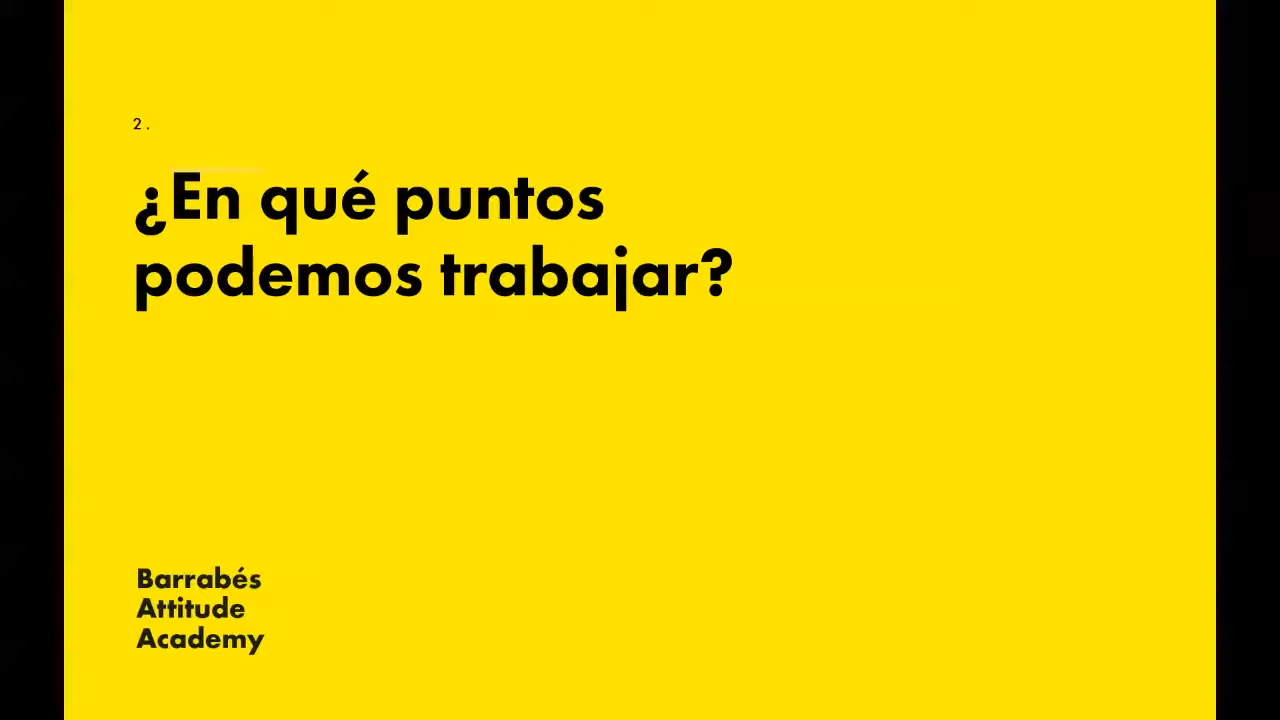 2.
¿En qué puntos
podemos trabajar?
Barrabés
Attitude
Academy